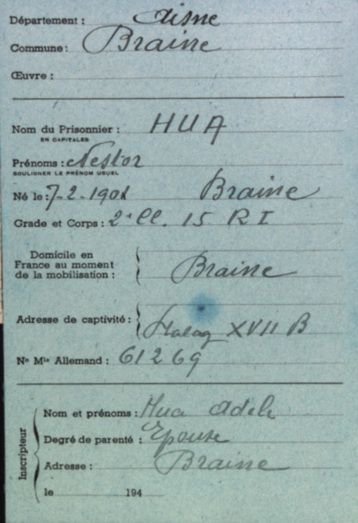 Département : Aisne
Commune : Braine
Œuvre :
Nom du Prisonnier : HUA
EN CAPITALES
Prénoms : Nestor
SOULIGNER LE PRÉNOM USUEL
Né le : 7-2-1901 Braine
Grade et Corps : 2e Cl. 15 R I
Domicile en
France au moment
de la mobilisation : Braine
Adresse de captivité : Stalag XVII B
No Mle Allemand : 61269
Inscripteur
Nom et prénoms : Hua Adele
Degré de parenté : Epouse
Adresse : Braine
le 194